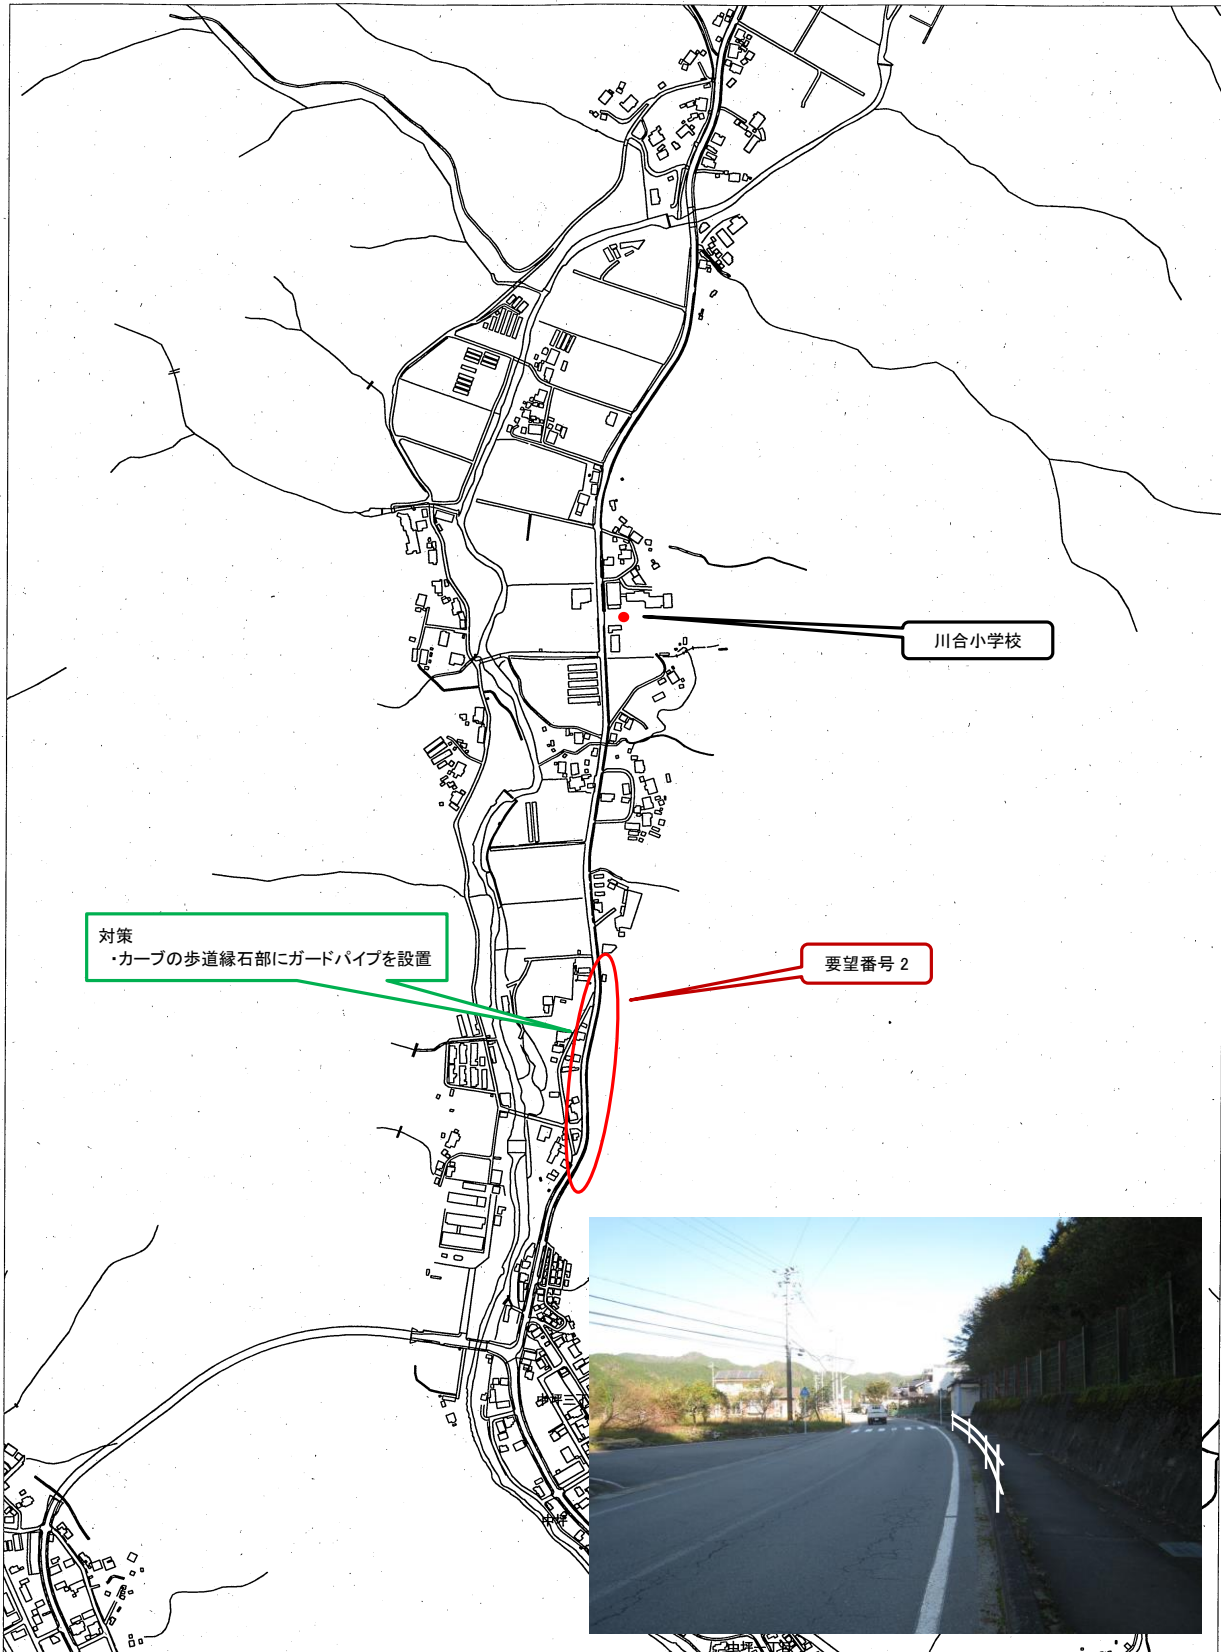 川合小学校
対策
・カーブの歩道縁石部にガードパイプを設置
要望番号 2